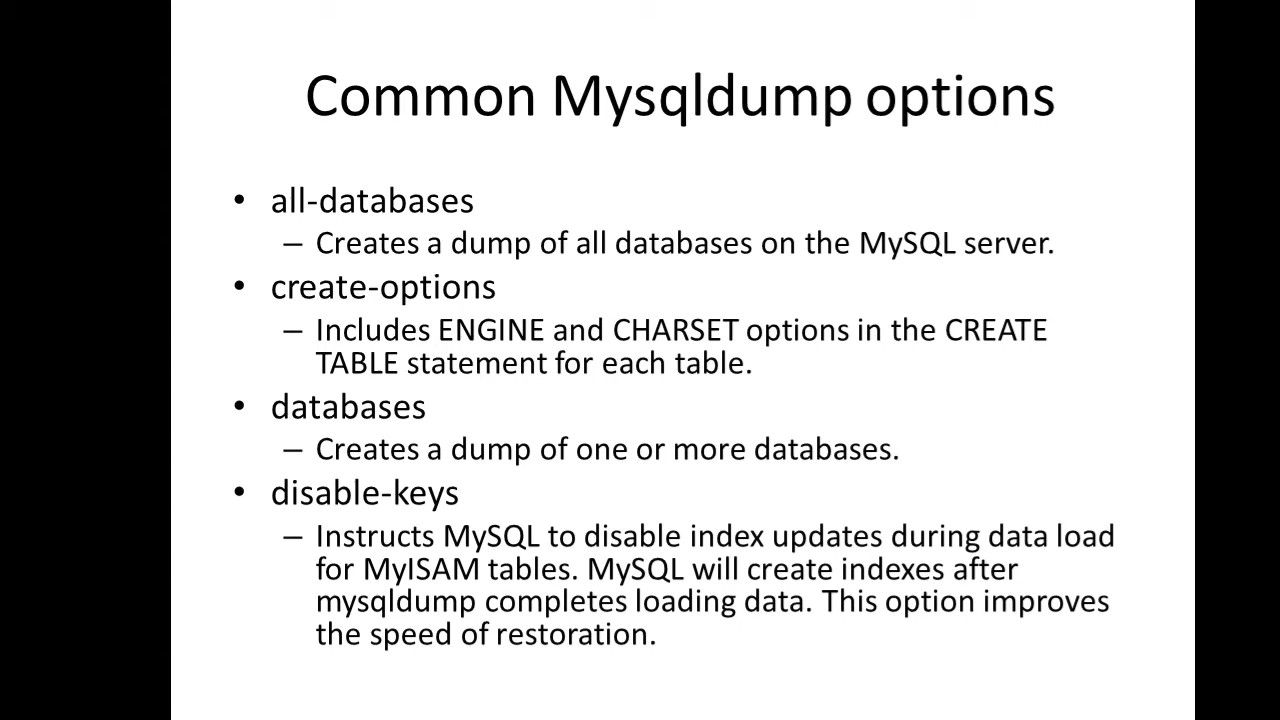 Common Mysqldump options
• all-databases
– Creates a dump of all databases on the MySQL server.
• create-options
– Includes ENGINE and CHARSET options in the CREATE
TABLE statement for each table.
• databases
– Creates a dump of one or more databases.
• disable-keys
– Instructs MySQL to disable index updates during data load
for MyISAM tables. MySQL will create indexes after
mysqldump completes loading data. This option improves
the speed of restoration.